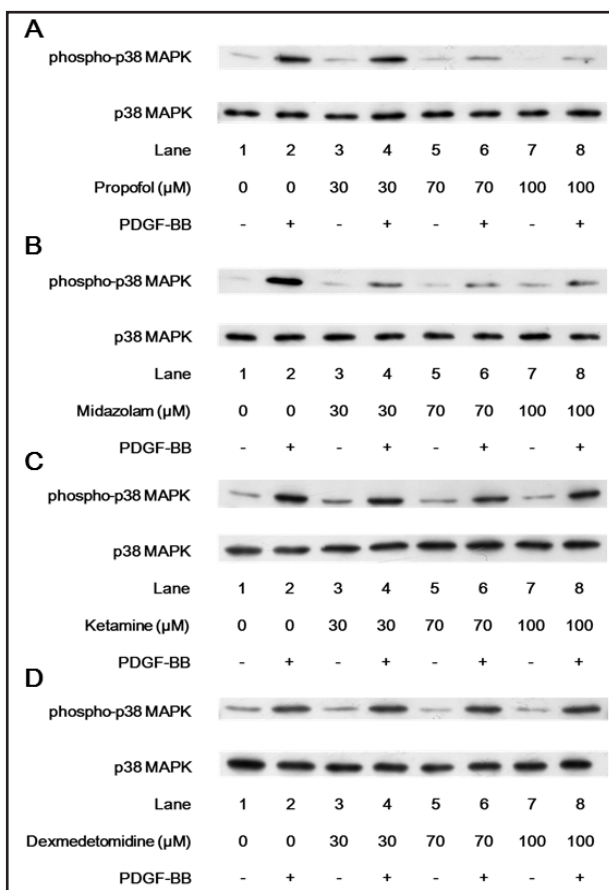 A
phospho-p38 MAPK
p38 MAPK
Lane 1 2 3 4 5 6 7 8
Propofol (µM) 0 0 30 30 70 70 100 100
PDGF-BB - + - + - + - +
B
phospho-p38 MAPK
p38 MAPK
Lane 1 2 3 4 5 6 7 8
Midazolam (µM) 0 0 30 30 70 70 100 100
PDGF-BB - + - + - + - +
C
phospho-p38 MAPK
p38 MAPK
Lane 1 2 3 4 5 6 7 8
Ketamine (µM) 0 0 30 30 70 70 100 100
PDGF-BB - + - + - + - +
D
phospho-p38 MAPK
p38 MAPK
Lane 1 2 3 4 5 6 7 8
Dexmedetomidine (µM) 0 0 30 30 70 70 100 100
PDGF-BB - + - + - + - +